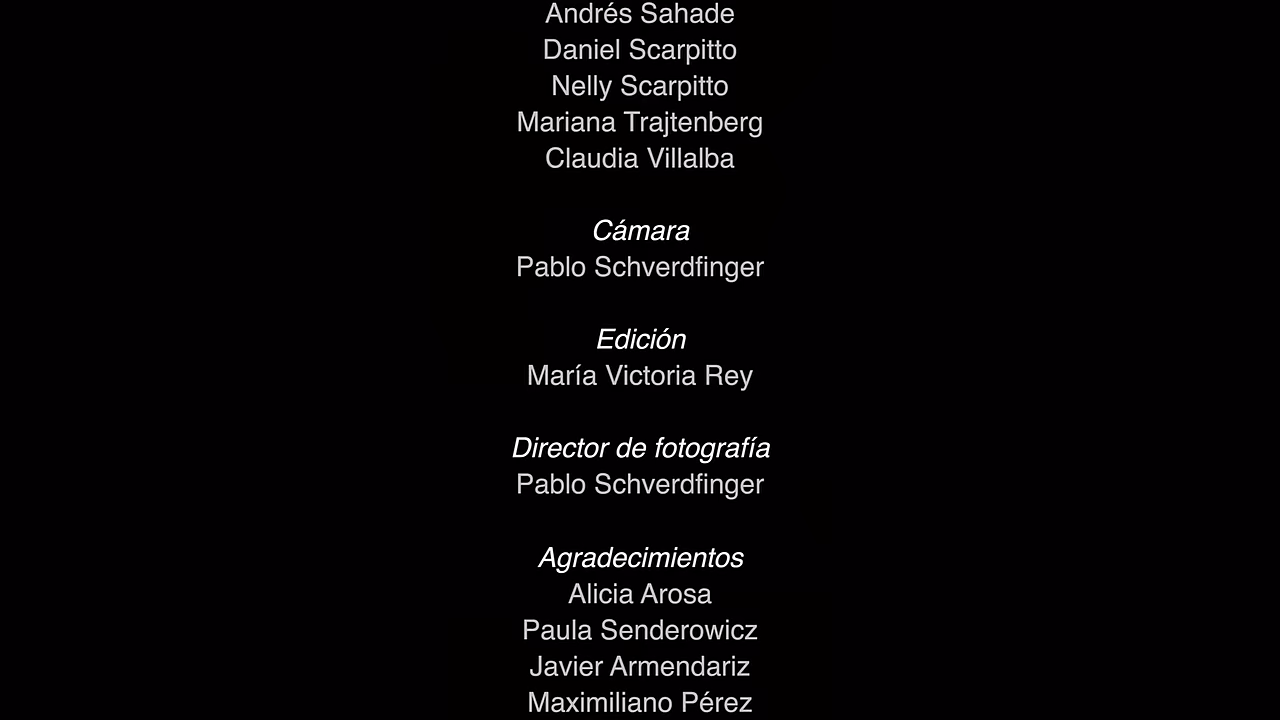 Andrés Sahade
Daniel Scarpitto
Nelly Scarpitto
Mariana Trajtenberg
Claudia Villalba
Cámara
Pablo Schverdfinger
Edición
María Victoria Rey
Director de fotografía
Pablo Schverdfinger
Agradecimientos
Alicia Arosa
Paula Senderowicz
Javier Armendariz
Maximiliano Pérez